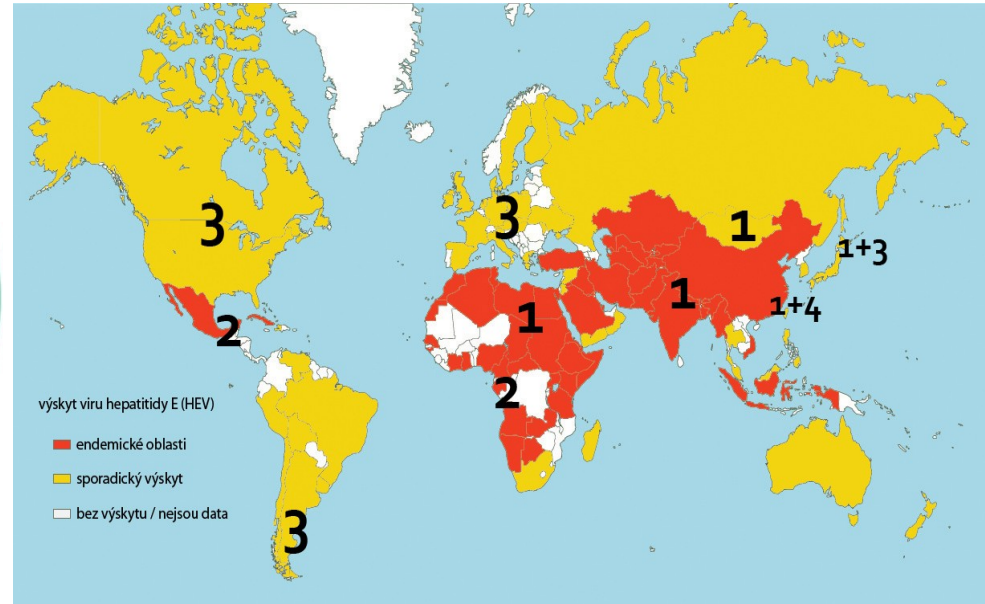 3
3
1
1+3
1
1+4
2
1
2
3
výskyt viru hepatitidy E (HEV)
endemické oblasti
sporadický výskyt
bez výskytu / nejsou data